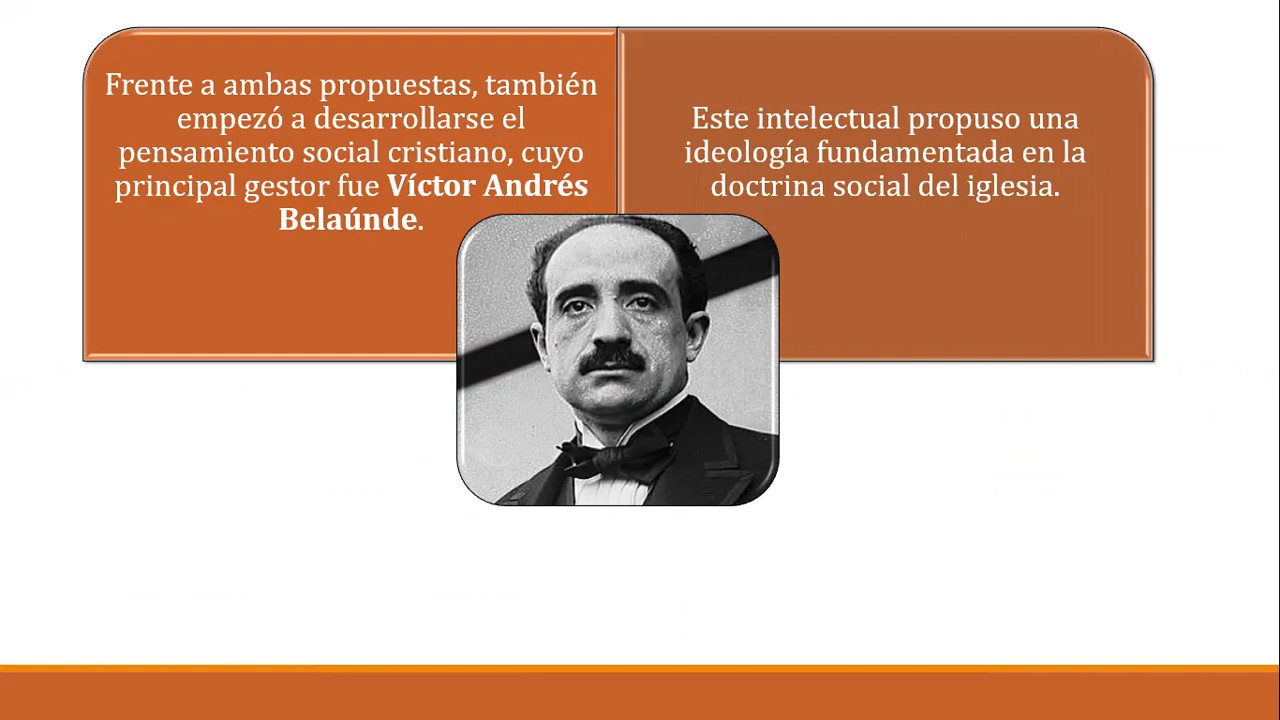 Frente a ambas propuestas, también
empezó a desarrollarse el
pensamiento social cristiano, cuyo
principal gestor fue Víctor Andrés
Belaúnde.
Este intelectual propuso una
ideología fundamentada en la
doctrina social del iglesia.